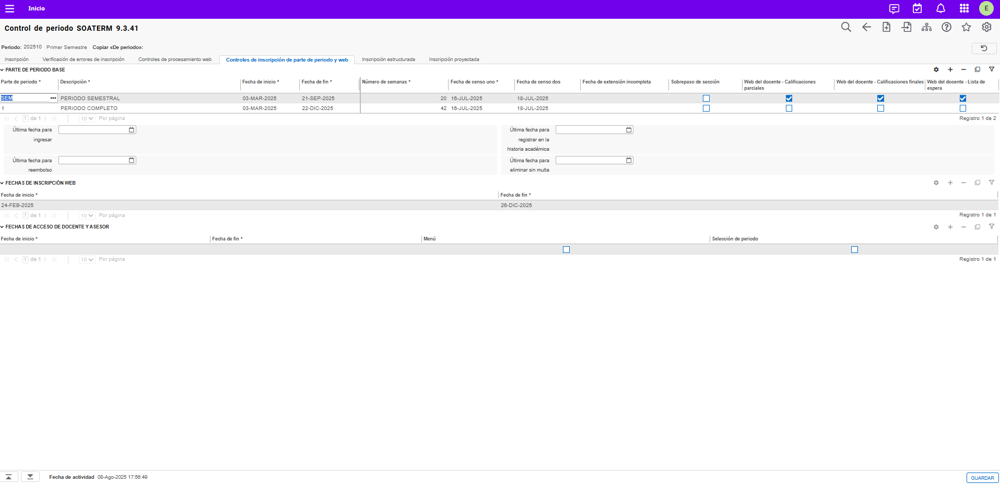 Inicio
E
Control de periodo SOATERM 9.3.41
Periodo: 202510 Primer Semestre Copiar «De periodo»:
Inscripción Verificación de errores de inscripción Controles de procesamiento web Controles de inscripción de parte de periodo y web Inscripción estructurada Inscripción proyectada
PARTE DE PERIODO BASE
Parte de periodo * Descripción * Fecha de inicio * Fecha de fin * Número de semanas * Fecha de censo uno * Fecha de censo dos Fecha de extensión incompleta Sobrepaso de sección Web del docente - Calificaciones parciales Web del docente - Calificaciones finales Web del docente - Lista de espera
SEM ••• PERIODO SEMESTRAL 03-MAR-2025 21-SEP-2025 20 16-JUL-2025 18-JUL-2025
1 PERIODO COMPLETO 03-MAR-2025 22-DIC-2025 42 16-JUL-2025 18-JUL-2025
1 de 1 10 Por página Registro 1 de 2
Última fecha para ingresar
Última fecha para registrar en la historia académica
Última fecha para reembolso
Última fecha para eliminar sin multa
FECHAS DE INSCRIPCIÓN WEB
Fecha de inicio * Fecha de fin *
24-FEB-2025 26-DIC-2025
1 de 1 10 Por página Registro 1 de 1
FECHAS DE ACCESO DE DOCENTE Y ASESOR
Fecha de inicio * Fecha de fin * Menú Selección de periodo
1 de 1 10 Por página Registro 1 de 1
Fecha de actividad 08-Ago-2025 17:56:49
GUARDAR